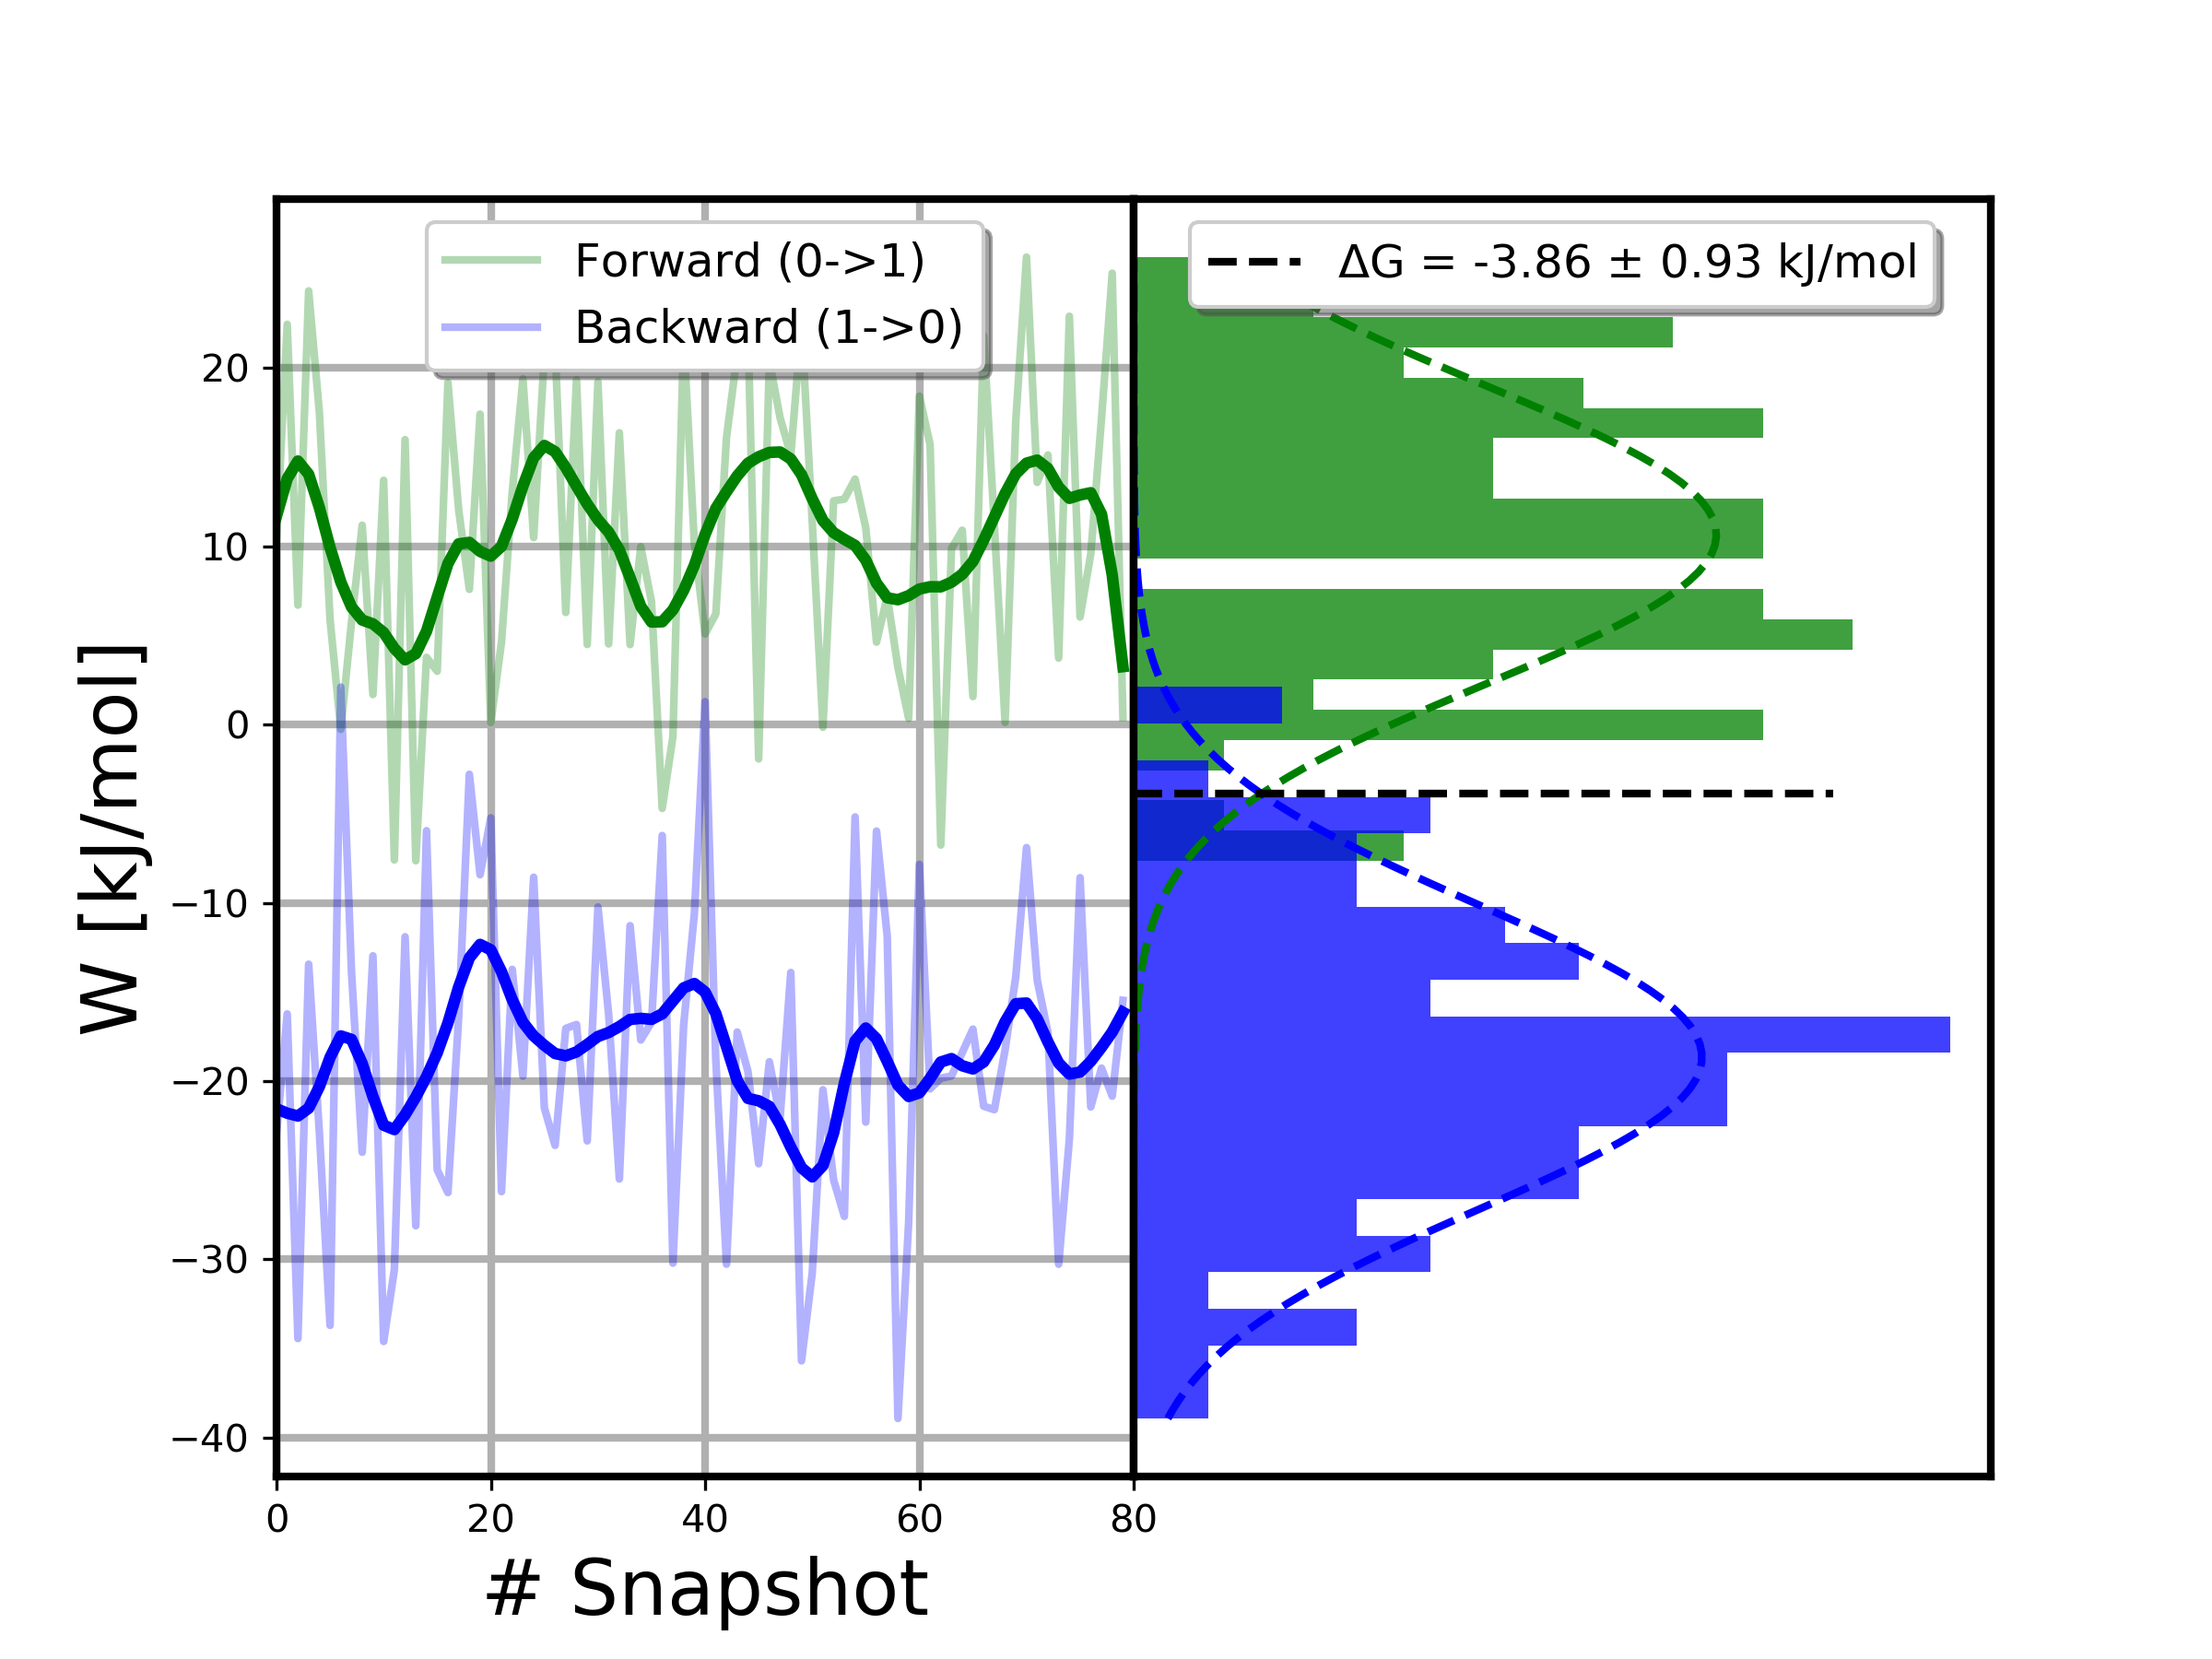 Forward (0->1)
Backward (1->0)
ΔG = -3.86 ± 0.93 kJ/mol
W [kJ/mol]
20
10
0
−10
−20
−30
−40
0 20 40 60 80
# Snapshot